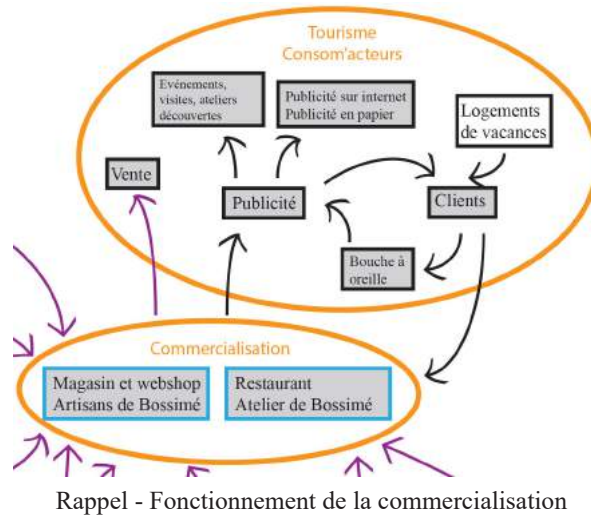 Tourisme
Consom'acteurs
Evénements,
visites, ateliers
découvertes
Publicité sur internet
Publicité en papier
Logements
de vacances
Vente
Publicité
Clients
Bouche à
oreille
Commercialisation
Magasin et webshop
Artisans de Bossimé
Restaurant
Atelier de Bossimé
Rappel - Fonctionnement de la commercialisation